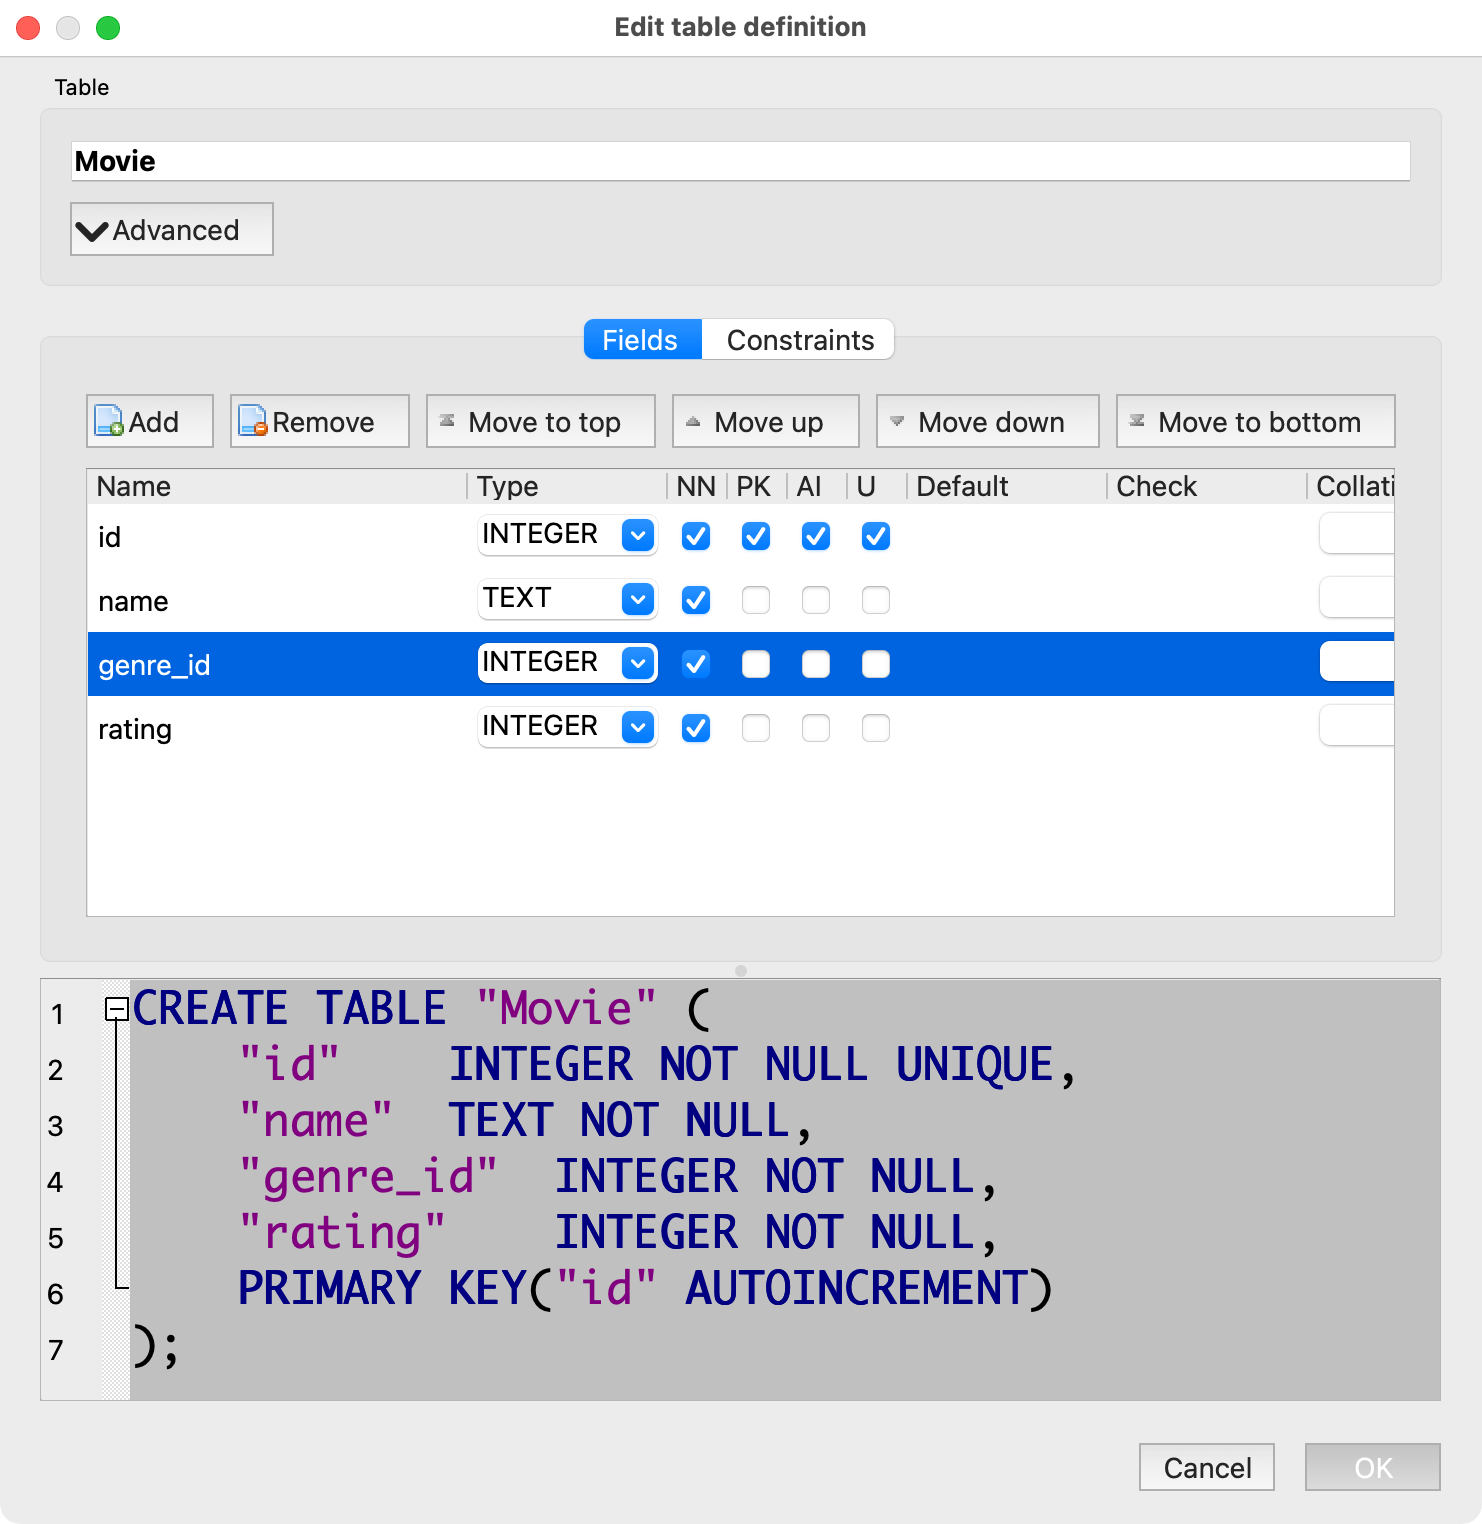 Edit table definition
Table
Movie
Advanced
Fields Constraints
Add Remove Move to top Move up Move down Move to bottom
Name Type NN PK AI U Default Check Collati
id INTEGER
name TEXT
genre_id INTEGER
rating INTEGER
1 CREATE TABLE "Movie" (
2 "id" INTEGER NOT NULL UNIQUE,
3 "name" TEXT NOT NULL,
4 "genre_id" INTEGER NOT NULL,
5 "rating" INTEGER NOT NULL,
6 PRIMARY KEY("id" AUTOINCREMENT)
7 );
Cancel OK